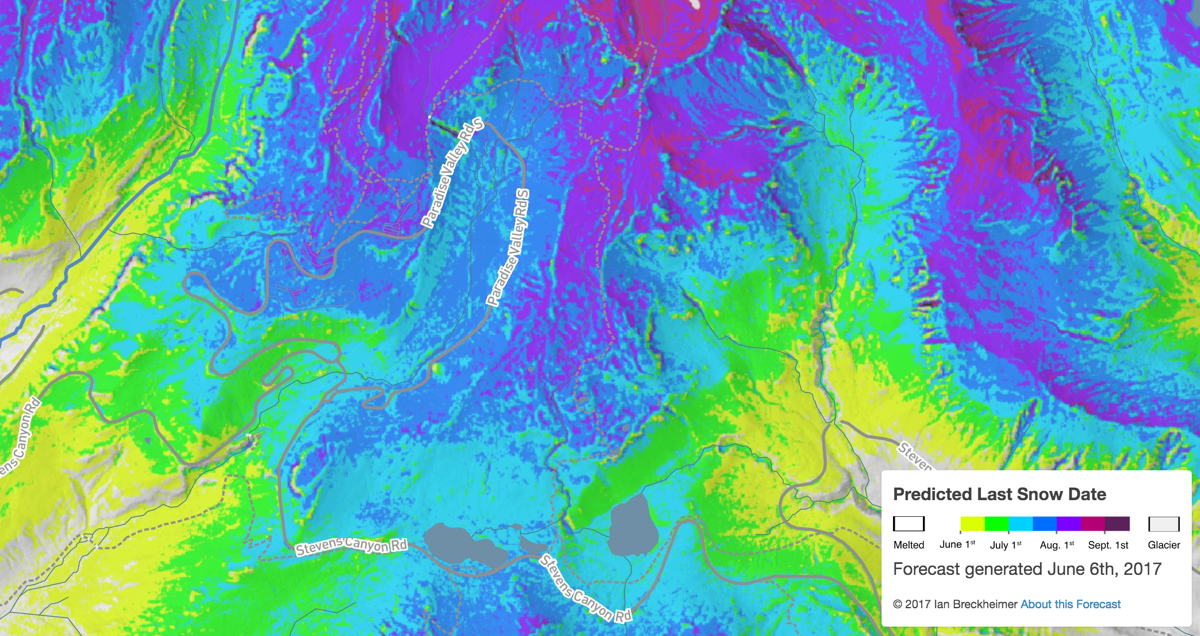 Paradise Valley Rd S
Paradise Valley Rd S
ens Canyon Rd
Steven
Stevens Canyon Rd
Stevens Canyon Rd
Predicted Last Snow Date
Melted June 1st July 1st Aug. 1st Sept. 1st Glacier
Forecast generated June 6th, 2017
© 2017 Ian Breckheimer About this Forecast